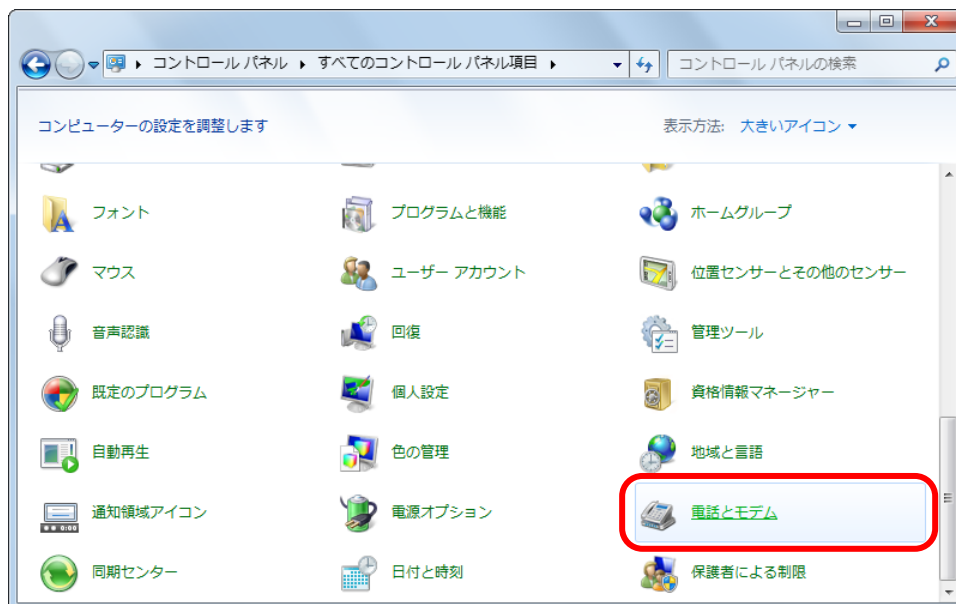 コントロール パネル ▸ すべてのコントロール パネル項目 ▸ コントロール パネルの検索
コンピューターの設定を調整します 表示方法: 大きいアイコン
フォント プログラムと機能 ホームグループ
マウス ユーザー アカウント 位置センサーとその他のセンサー
音声認識 回復 管理ツール
既定のプログラム 個人設定 資格情報マネージャー
自動再生 色の管理 地域と言語
通知領域アイコン 電源オプション 電話とモデム
同期センター 日付と時刻 保護者による制限